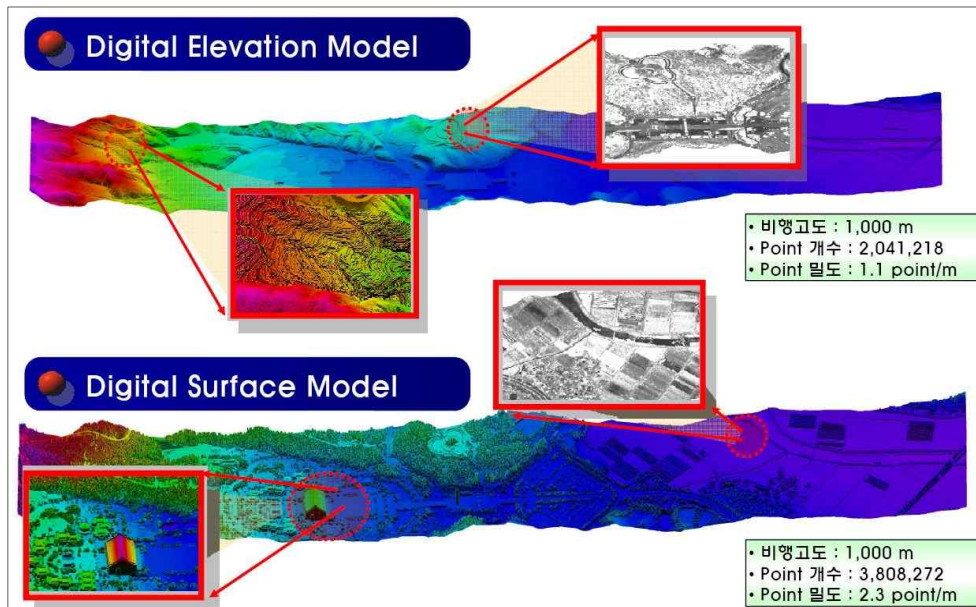 Digital Elevation Model
• 비행고도 : 1,000 m
• Point 개수 : 2,041,218
• Point 밀도 : 1.1 point/m
Digital Surface Model
• 비행고도 : 1,000 m
• Point 개수 : 3,808,272
• Point 밀도 : 2.3 point/m